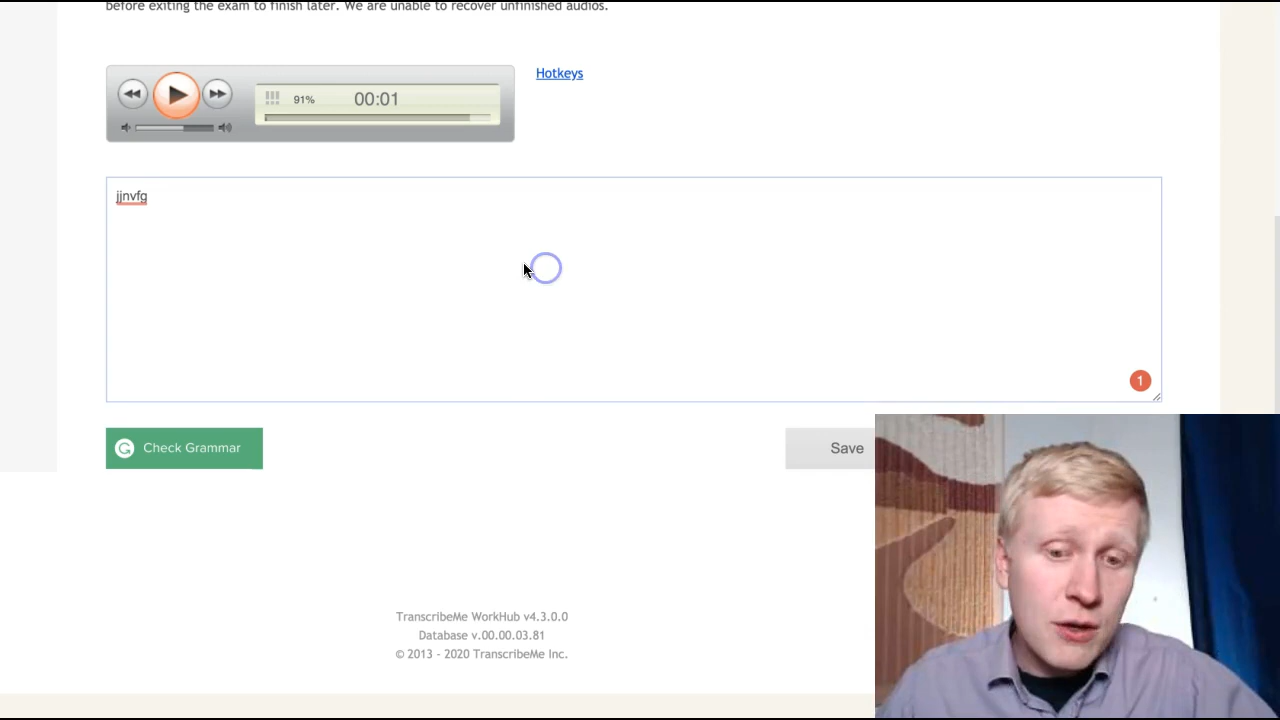 before exiting the exam to finish later. We are unable to recover unfinished audios.
Hotkeys
91% 00:01
jjnvfg
1
Check Grammar
Save
TranscribeMe WorkHub v4.3.0.0
Database v.00.00.03.81
© 2013 - 2020 TranscribeMe Inc.